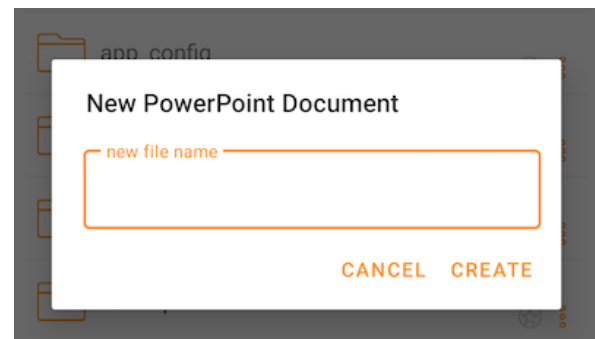 app_config
New PowerPoint Document
new file name
CANCEL CREATE